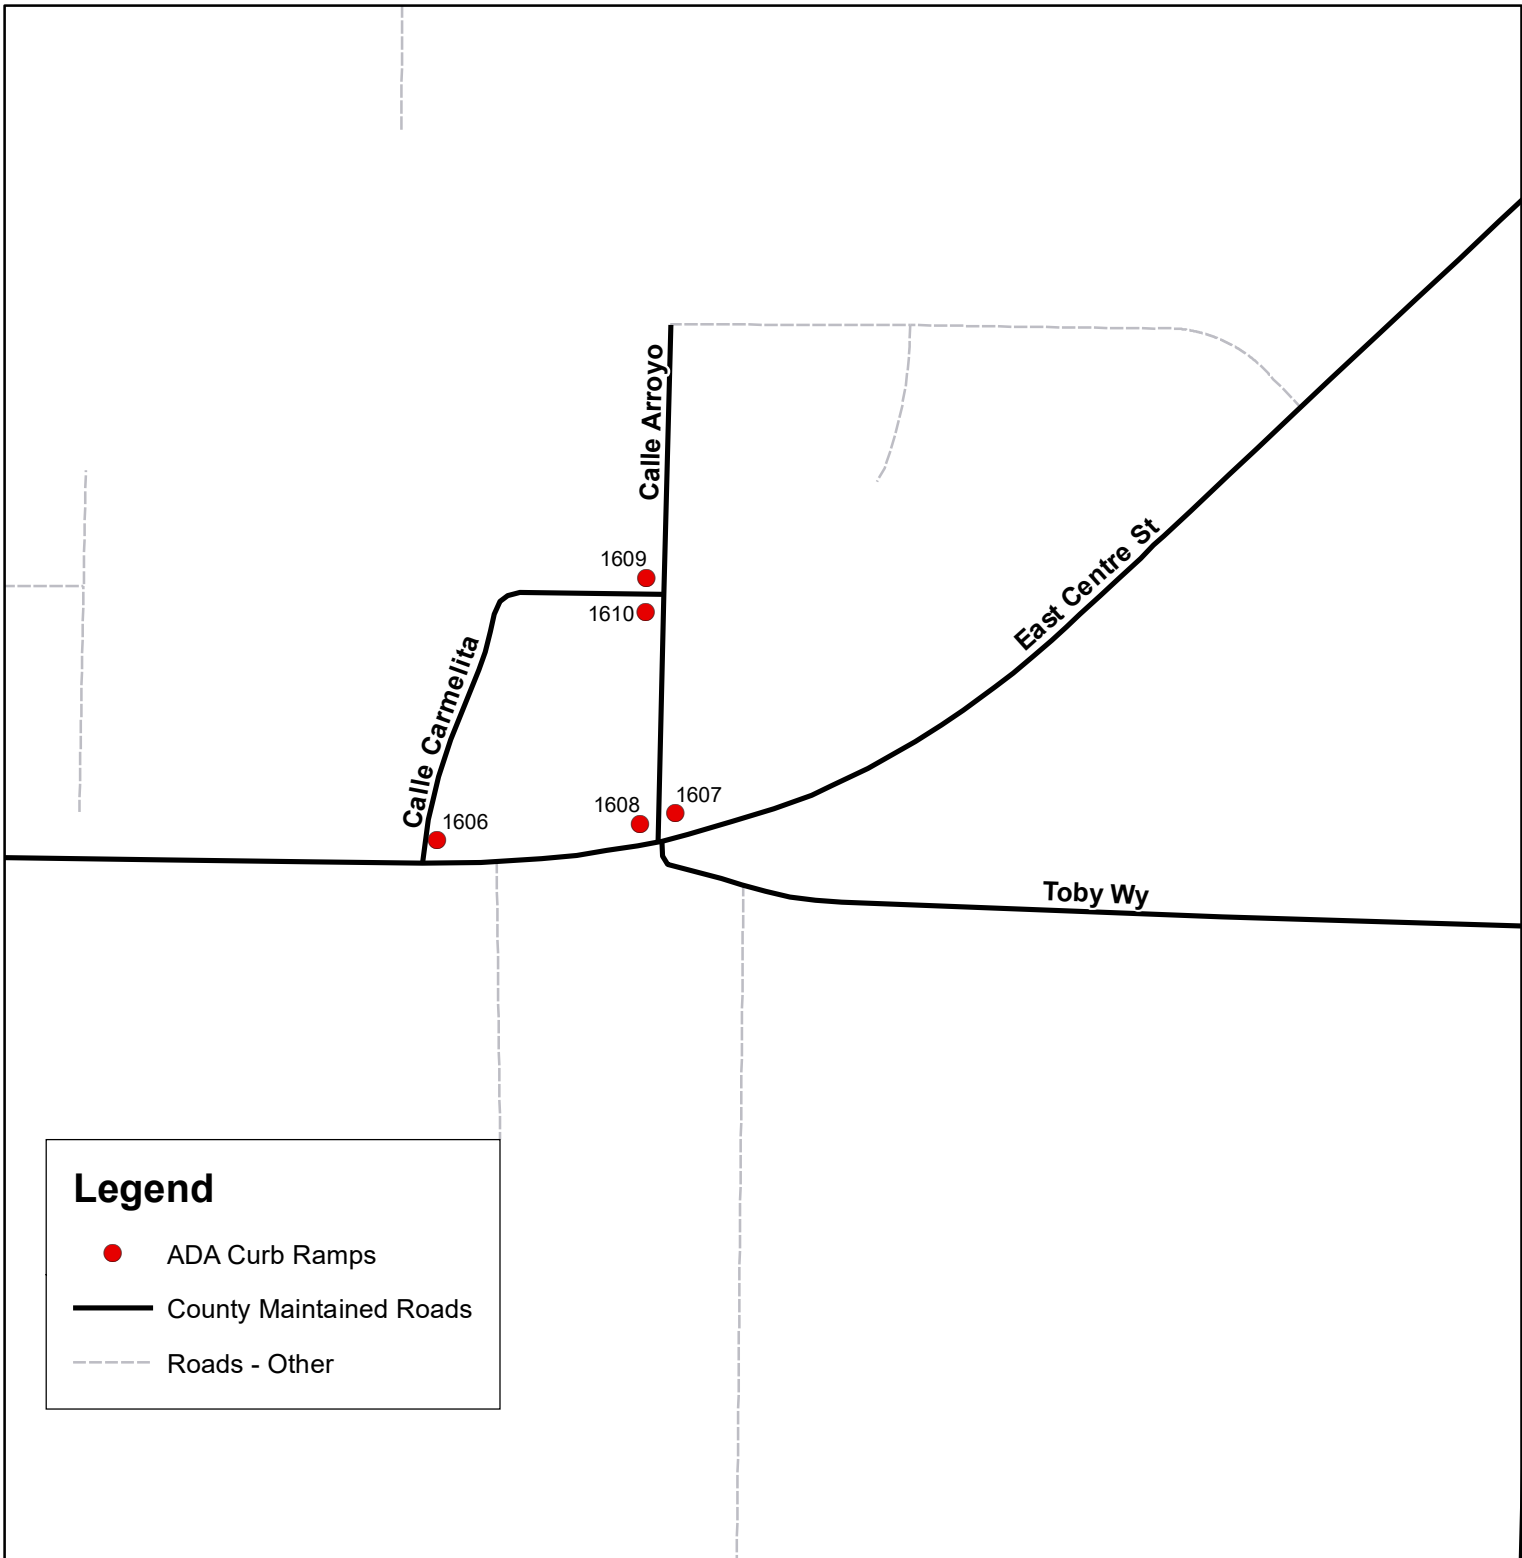 Calle Arroyo
East Centre St
1609
1610
Calle Carmelita
1607
1608
1606
Toby Wy
Legend
ADA Curb Ramps
County Maintained Roads
Roads - Other